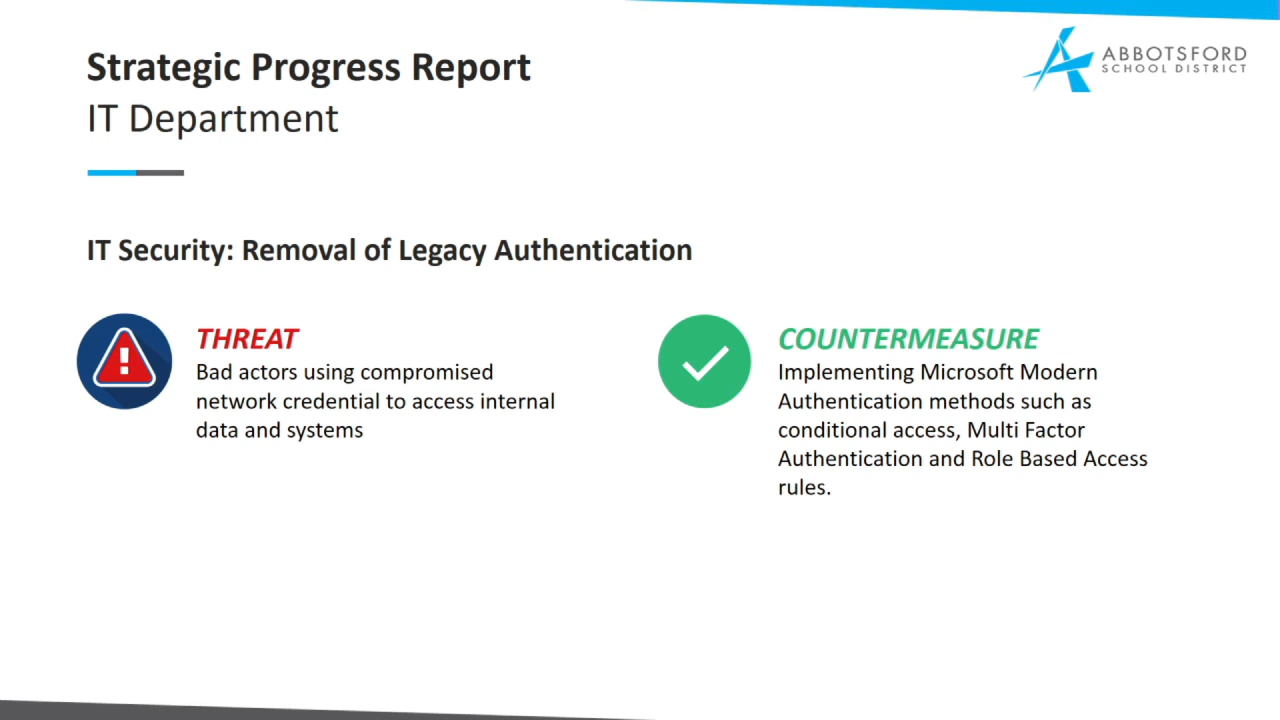 Strategic Progress Report
IT Department
ABBOTSFORD
SCHOOL DISTRICT
IT Security: Removal of Legacy Authentication
THREAT
Bad actors using compromised
network credential to access internal
data and systems
COUNTERMEASURE
Implementing Microsoft Modern
Authentication methods such as
conditional access, Multi Factor
Authentication and Role Based Access
rules.